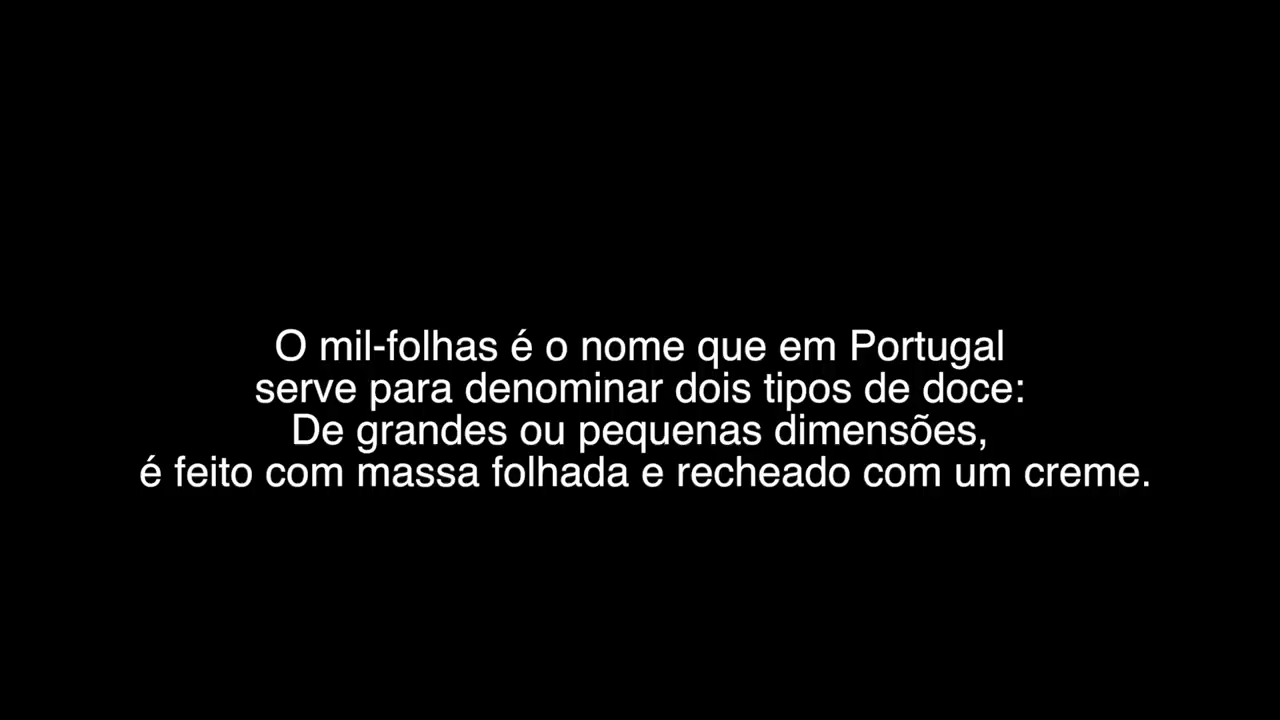 O mil-folhas é o nome que em Portugal
serve para denominar dois tipos de doce:
De grandes ou pequenas dimensões,
é feito com massa folhada e recheado com um creme.